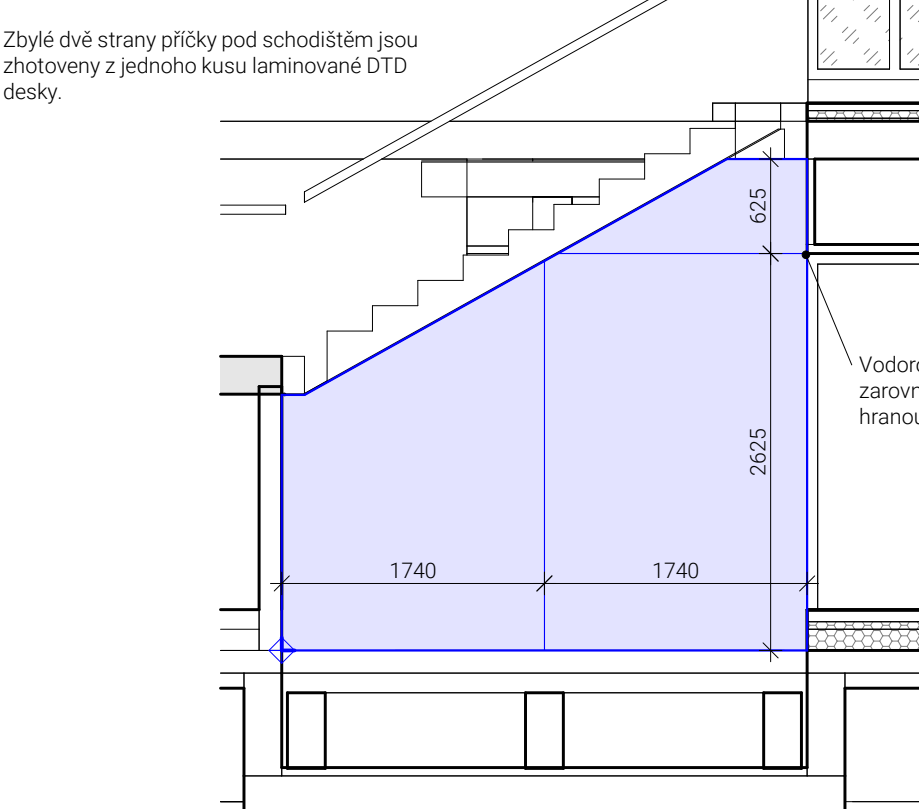 Zbylé dvě strany příčky pod schodištěm jsou
zhotoveny z jednoho kusu laminované DTD
desky.
625
2625
1740
1740